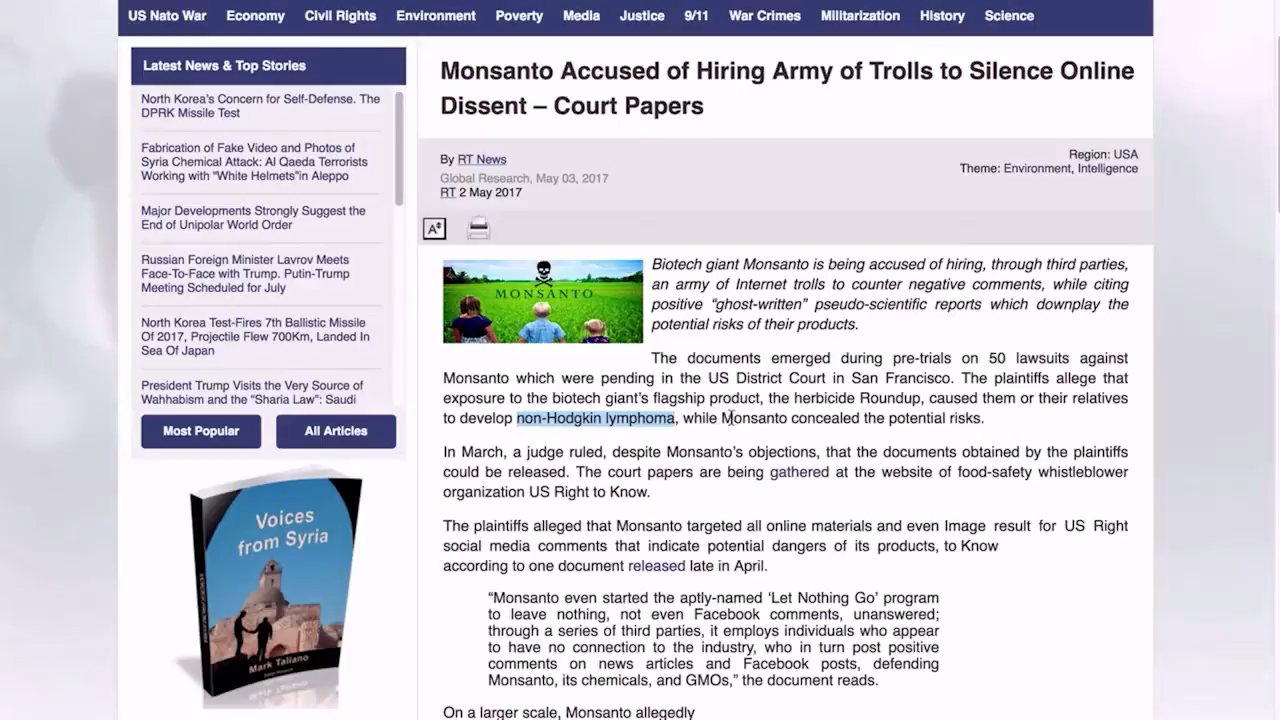 US Nato War Economy Civil Rights Environment Poverty Media Justice 9/11 War Crimes Militarization History Science
Latest News & Top Stories
North Korea's Concern for Self-Defense. The
DPRK Missile Test
Fabrication of Fake Video and Photos of
Syria Chemical Attack: Al Qaeda Terrorists
Working with "White Helmets"in Aleppo
Major Developments Strongly Suggest the
End of Unipolar World Order
Russian Foreign Minister Lavrov Meets
Face-To-Face with Trump. Putin-Trump
Meeting Scheduled for July
North Korea Test-Fires 7th Ballistic Missile
Of 2017, Projectile Flew 700Km, Landed In
Sea Of Japan
President Trump Visits the Very Source of
Wahhabism and the "Sharia Law": Saudi
Most Popular All Articles
Voices
from Syria
Mark Taliano
Monsanto Accused of Hiring Army of Trolls to Silence Online
Dissent – Court Papers
By RT News
Global Research, May 03, 2017
RT 2 May 2017
Region: USA
Theme: Environment, Intelligence
A
MONSANTO
Biotech giant Monsanto is being accused of hiring, through third parties,
an army of Internet trolls to counter negative comments, while citing
positive "ghost-written" pseudo-scientific reports which downplay the
potential risks of their products.
The documents emerged during pre-trials on 50 lawsuits against
Monsanto which were pending in the US District Court in San Francisco. The plaintiffs allege that
exposure to the biotech giant's flagship product, the herbicide Roundup, caused them or their relatives
to develop non-Hodgkin lymphoma, while Monsanto concealed the potential risks.
In March, a judge ruled, despite Monsanto's objections, that the documents obtained by the plaintiffs
could be released. The court papers are being gathered at the website of food-safety whistleblower
organization US Right to Know.
The plaintiffs alleged that Monsanto targeted all online materials and even Image result for US Right
social media comments that indicate potential dangers of its products, to Know
according to one document released late in April.
"Monsanto even started the aptly-named 'Let Nothing Go' program
to leave nothing, not even Facebook comments, unanswered;
through a series of third parties, it employs individuals who appear
to have no connection to the industry, who in turn post positive
comments on news articles and Facebook posts, defending
Monsanto, its chemicals, and GMOs," the document reads.
On a larger scale, Monsanto allegedly